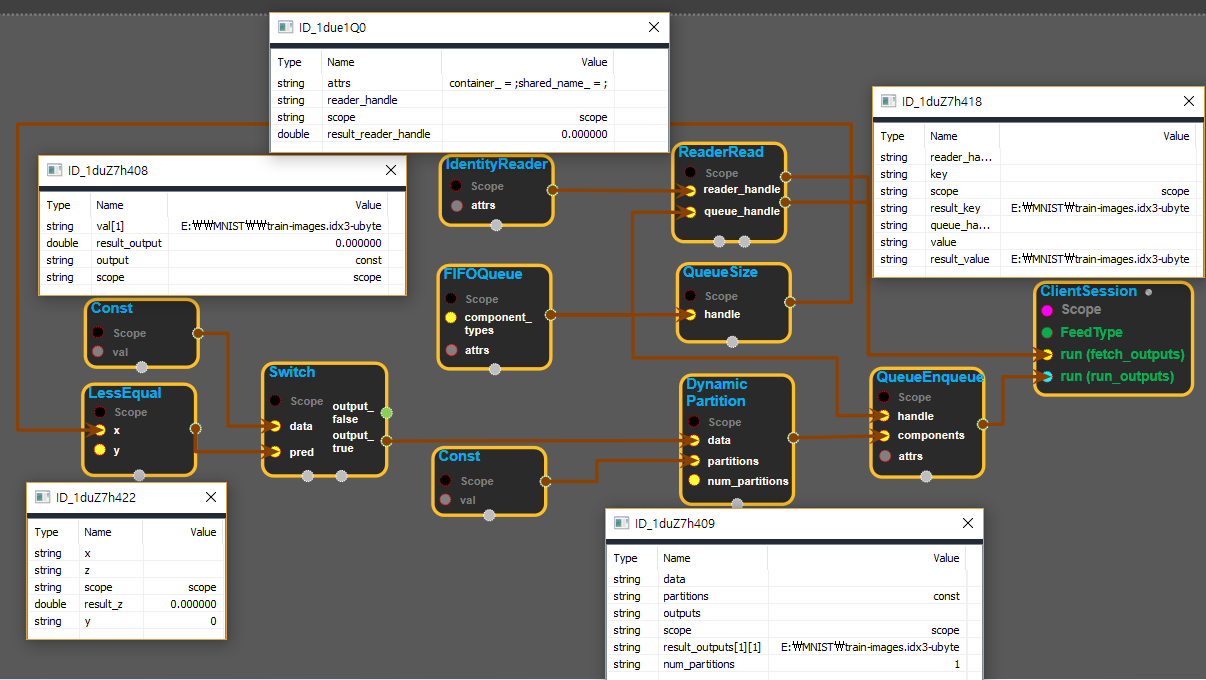 ID_1due1Q0
Type Name Value
string attrs container_ = ;shared_name_ = ;
string reader_handle
string scope scope
double result_reader_handle 0.000000
ID_1duZ7h418
Type Name Value
string reader_ha...
string key
string scope scope
string result_key E:₩₩MNIST₩₩train-images.idx3-ubyte
string queue_ha...
string value
string result_value E:₩₩MNIST₩₩train-images.idx3-ubyte
ID_1duZ7h408
Type Name Value
string val[1] E:₩₩MNIST₩₩train-images.idx3-ubyte
double result_output 0.000000
string output const
string scope scope
IdentityReader
Scope
attrs
ReaderRead
Scope
reader_handle
queue_handle
FIFOQueue
Scope
component_
types
attrs
QueueSize
Scope
handle
ClientSession
Scope
FeedType
run (fetch_outputs)
run (run_outputs)
Const
Scope
val
LessEqual
Scope
x
y
Switch
Scope
data
pred
output_
false
output_
true
Const
Scope
val
Dynamic
Partition
Scope
data
partitions
num_partitions
QueueEnqueue
Scope
handle
components
attrs
ID_1duZ7h422
Type Name Value
string x
string z
string scope scope
double result_z 0.000000
string y 0
ID_1duZ7h409
Type Name Value
string data
string partitions const
string outputs
string scope scope
string result_outputs[1][1] E:₩MNIST₩train-images.idx3-ubyte
string num_partitions 1